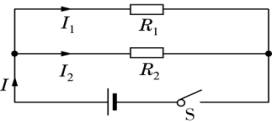 I₁ R₁
I₂ R₂
I S